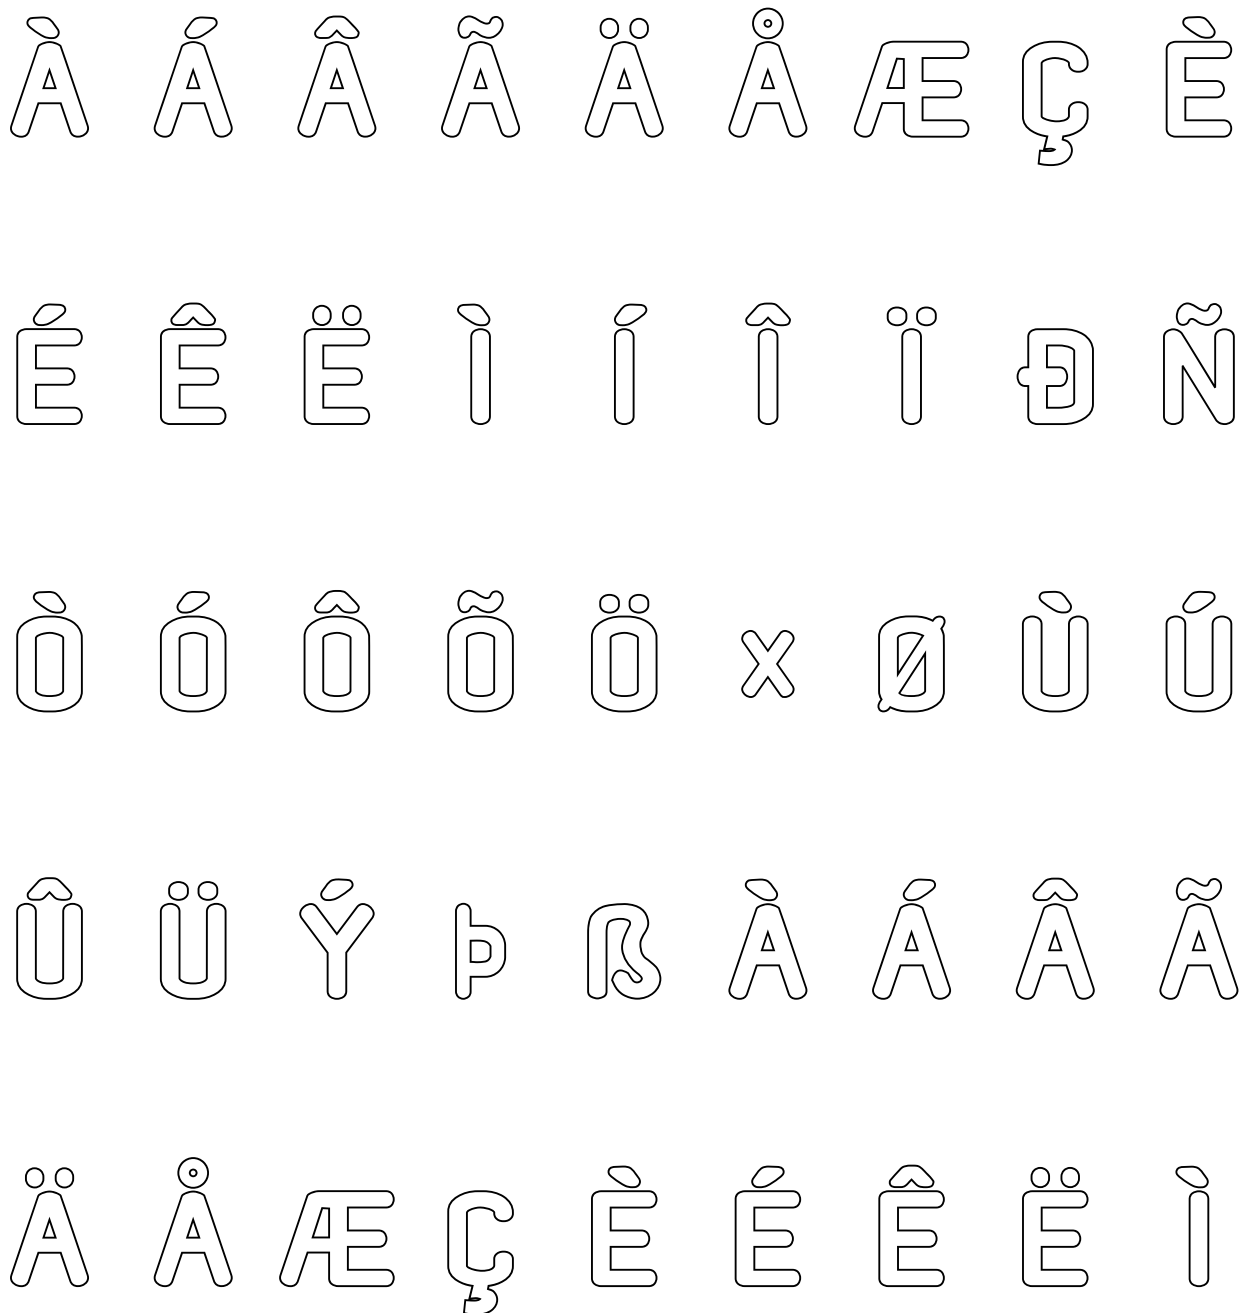 À Á Â Ã Ä Å Æ Ç È
É Ê Ë Ì Í Î Ï Ð Ñ
Ò Ó Ô Õ Ö × Ø Ù Ú
Û Ü Ý Þ ß À Á Â Ã
Ä Å Æ Ç È É Ê Ë Ì